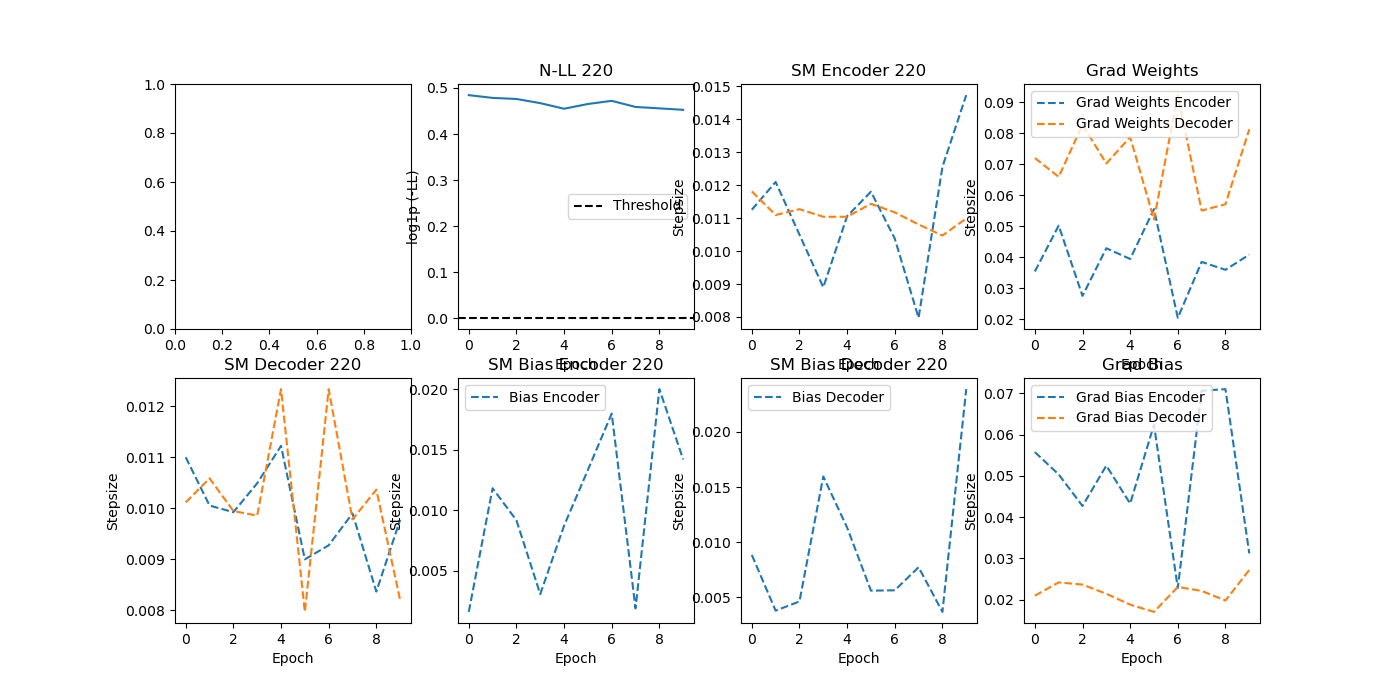 N-LL 220
SM Encoder 220
Grad Weights
1.0
0.8
0.6
0.4
0.2
0.0
0.0 0.2 0.4 0.6 0.8 1.0
log1p (-LL)
0.5
0.4
0.3
0.2
0.1
0.0
Threshold
0 2 4 6 8
Epoch
Stepsize
0.015
0.014
0.013
0.012
0.011
0.010
0.009
0.008
0 2 4 6 8
Epoch
Stepsize
0.09
0.08
0.07
0.06
0.05
0.04
0.03
0.02
Grad Weights Encoder
Grad Weights Decoder
0 2 4 6 8
Epoch
SM Decoder 220
SM Bias Encoder 220
SM Bias Decoder 220
Grad Bias
Stepsize
0.012
0.011
0.010
0.009
0.008
0 2 4 6 8
Epoch
Stepsize
0.020
0.015
0.010
0.005
Bias Encoder
0 2 4 6 8
Epoch
Stepsize
0.020
0.015
0.010
0.005
Bias Decoder
0 2 4 6 8
Epoch
Stepsize
0.07
0.06
0.05
0.04
0.03
0.02
Grad Bias Encoder
Grad Bias Decoder
0 2 4 6 8
Epoch